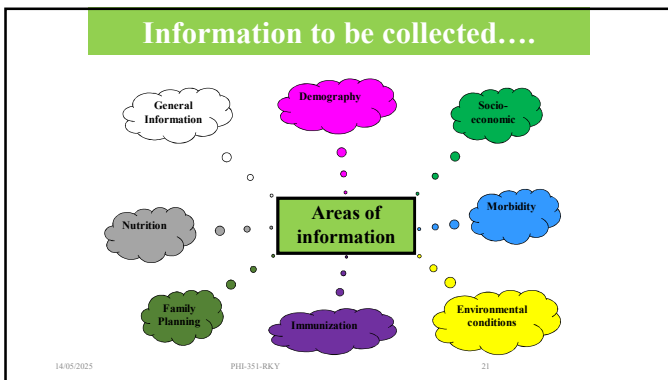 Information to be collected….
General
Information
Demography
Socio-
economic
Nutrition
Areas of
information
Morbidity
Family
Planning
Immunization
Environmental
conditions
14/05/2025
PHI-351-RKY
21